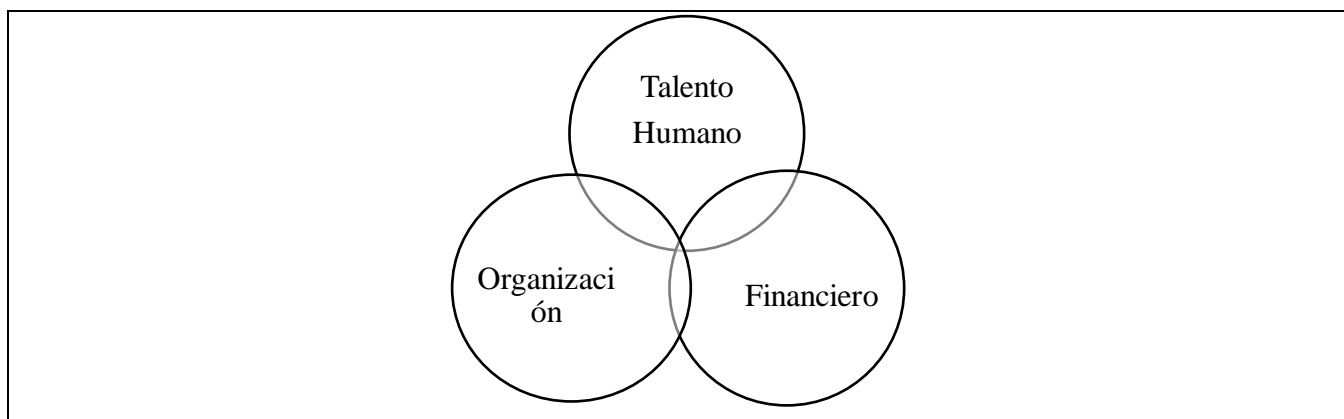 Talento
Humano
Organizaci
ón
Financiero